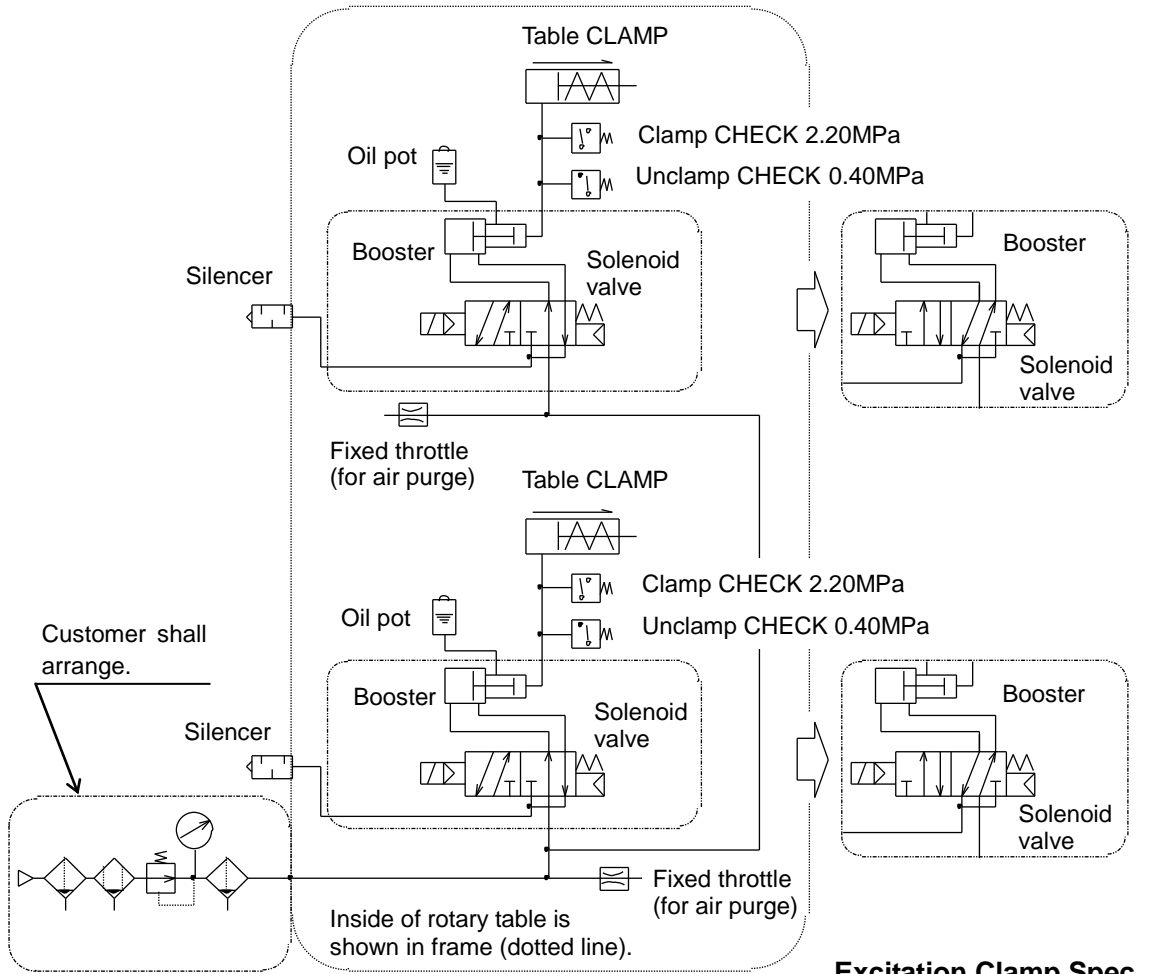 Table CLAMP
Clamp CHECK 2.20MPa
Oil pot
Unclamp CHECK 0.40MPa
Booster
Solenoid
valve
Silencer
Booster
Solenoid
valve
Fixed throttle
(for air purge)
Table CLAMP
Clamp CHECK 2.20MPa
Oil pot
Unclamp CHECK 0.40MPa
Customer shall
arrange.
Booster
Solenoid
valve
Silencer
Booster
Solenoid
valve
Fixed throttle
(for air purge)
Inside of rotary table is
shown in frame (dotted line).
Excitation Clamp Spec